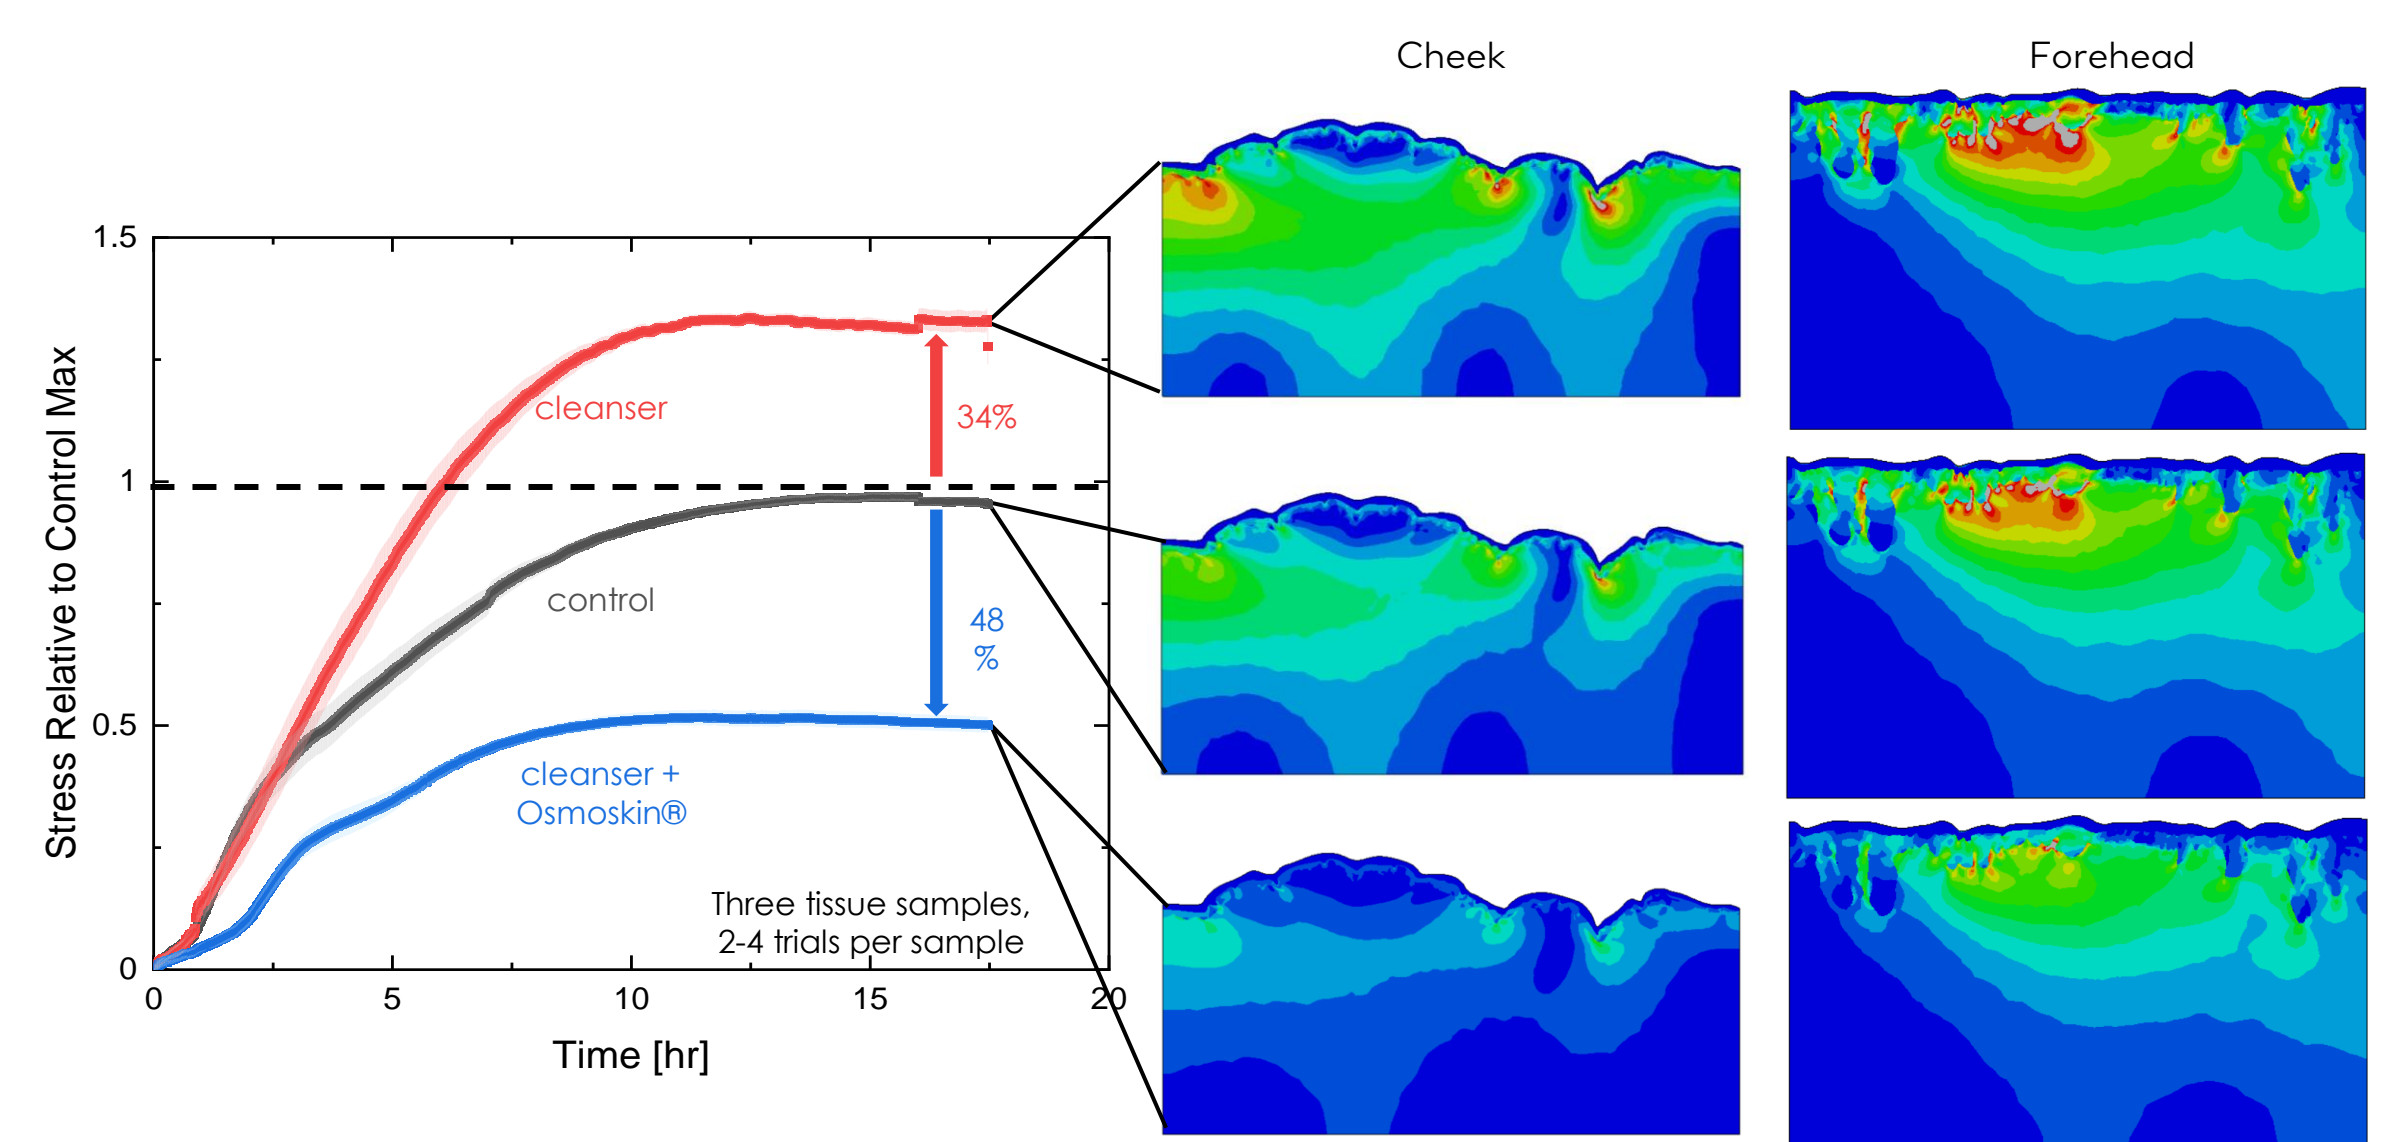 Cheek
Forehead
1.5
1
0.5
0
Stress Relative to Control Max
cleanser
34%
control
48
%
cleanser +
Osmoskin®
Three tissue samples,
2-4 trials per sample
0
5
10
15
20
Time [hr]